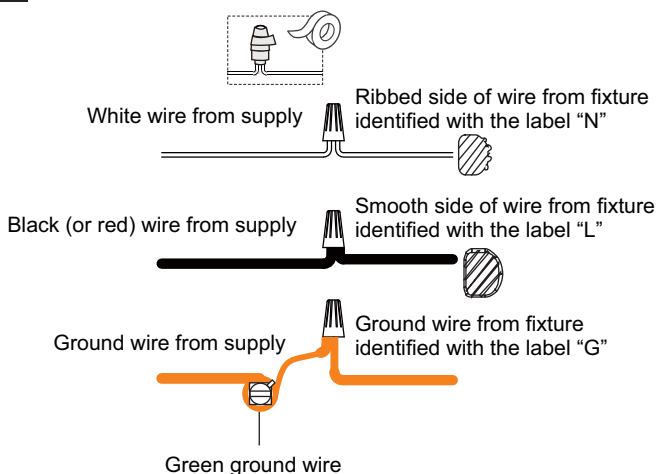 White wire from supply
Ribbed side of wire from fixture
identified with the label “N”
Black (or red) wire from supply
Smooth side of wire from fixture
identified with the label “L”
Ground wire from supply
Ground wire from fixture
identified with the label “G”
Green ground wire